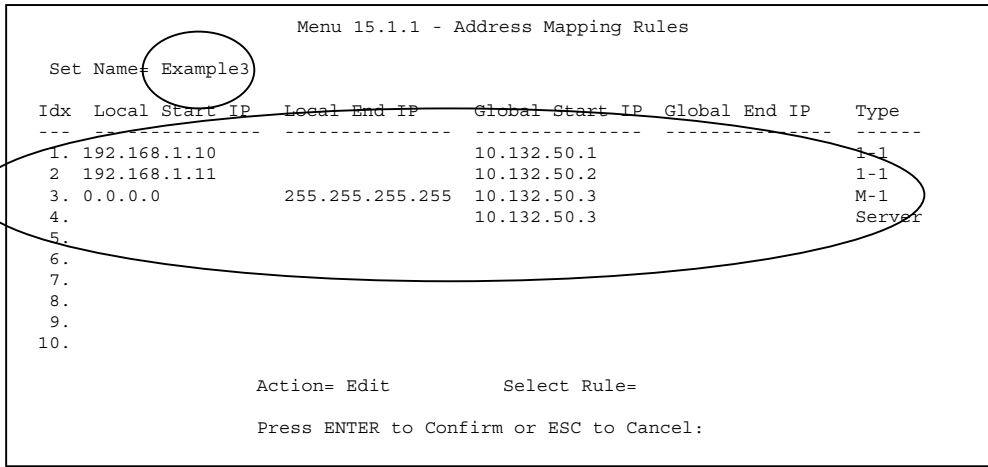 Menu 15.1.1 - Address Mapping Rules
Set Name= Example3
Idx  Local Start IP   Local End IP     Global Start IP  Global End IP    Type
---  ---------------  ---------------  ---------------  ---------------  ------
1. 192.168.1.10                       10.132.50.1                       1-1
2  192.168.1.11                       10.132.50.2                       1-1
3. 0.0.0.0          255.255.255.255  10.132.50.3                       M-1
4.                                    10.132.50.3                       Server
5.
6.
7.
8.
9.
10.
Action= Edit          Select Rule=
Press ENTER to Confirm or ESC to Cancel: